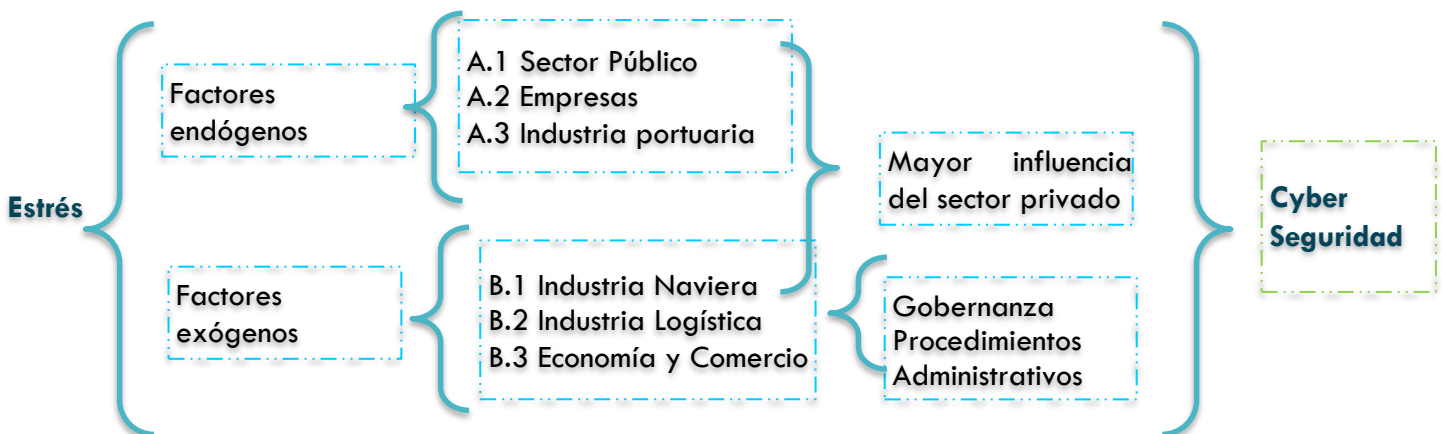 Estrés
Factores
endógenos
A.1 Sector Público
A.2 Empresas
A.3 Industria portuaria
Factores
exógenos
B.1 Industria Naviera
B.2 Industria Logística
B.3 Economía y Comercio
Mayor influencia
del sector privado
Gobernanza
Procedimientos
Administrativos
Cyber
Seguridad